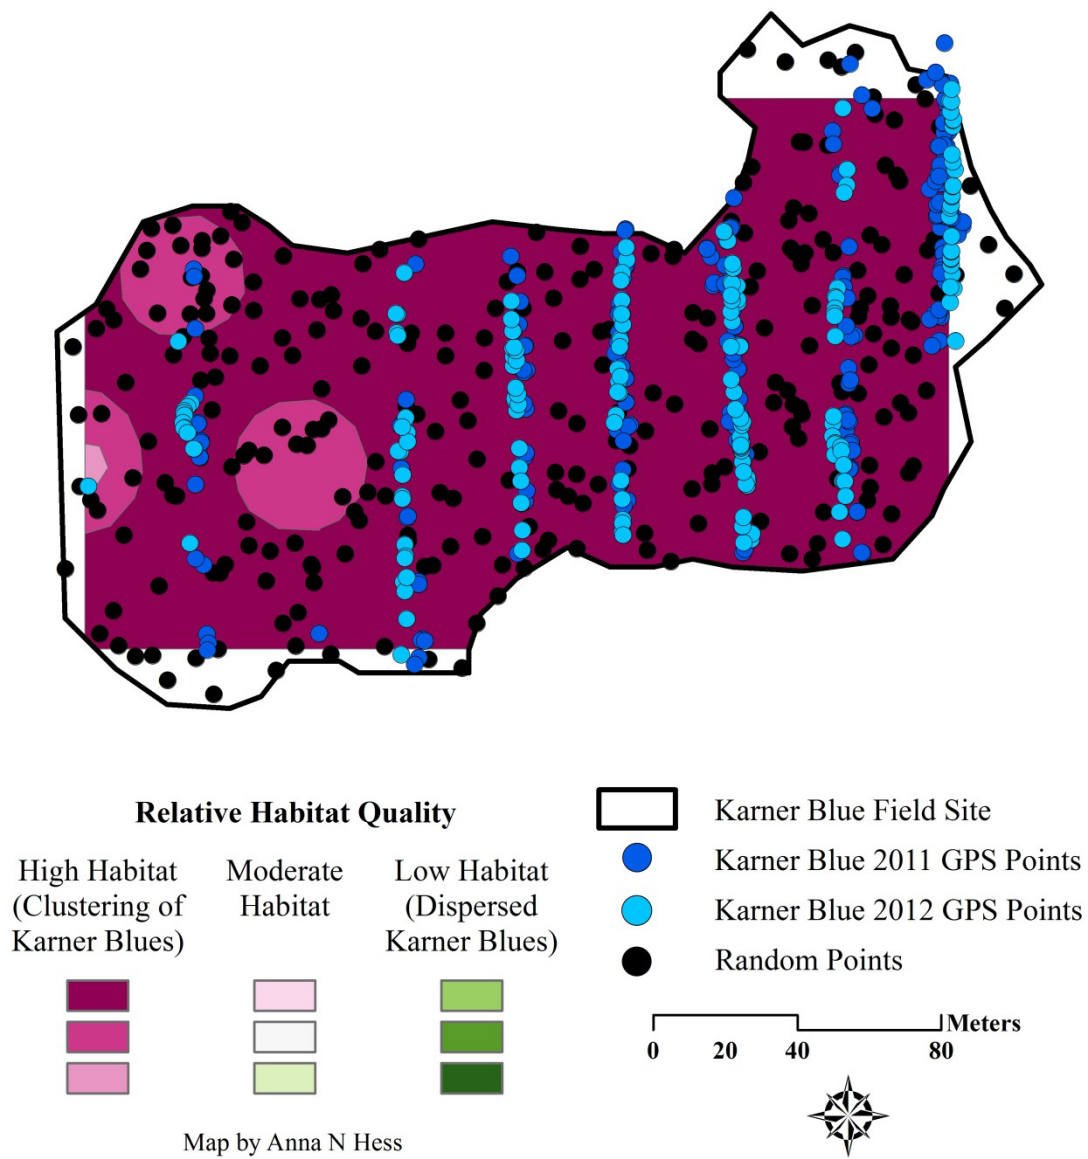 Relative Habitat Quality
High Habitat
(Clustering of
Karner Blues)
Moderate
Habitat
Low Habitat
(Dispersed
Karner Blues)
Map by Anna N Hess
Karner Blue Field Site
Karner Blue 2011 GPS Points
Karner Blue 2012 GPS Points
Random Points
Meters
0 20 40 80